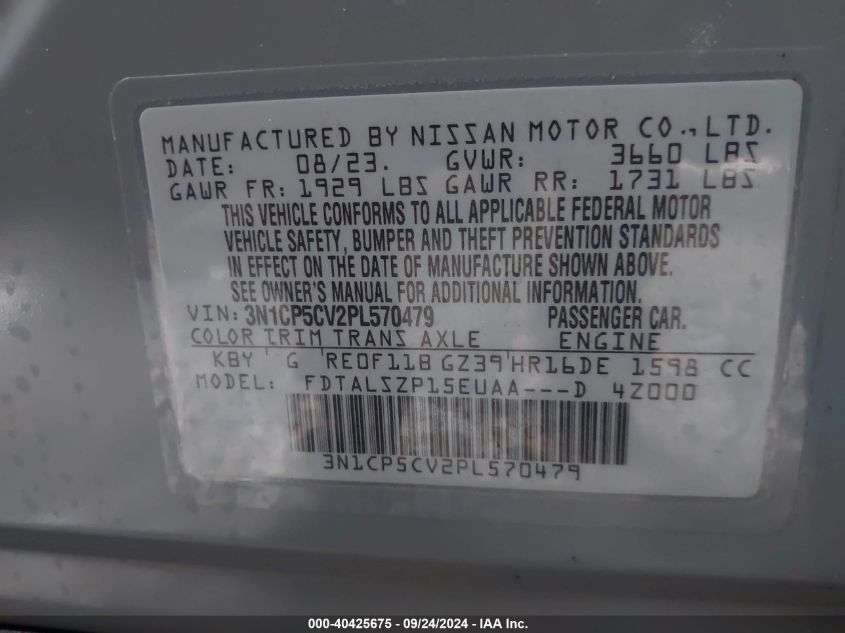 MANUFACTURED BY NISSAN MOTOR CO., LTD.
DATE: 08/23. GVWR: 3660 LBS
GAWR FR: 1929 LBS GAWR RR: 1731 LBS
THIS VEHICLE CONFORMS TO ALL APPLICABLE FEDERAL MOTOR
VEHICLE SAFETY, BUMPER AND THEFT PREVENTION STANDARDS
IN EFFECT ON THE DATE OF MANUFACTURE SHOWN ABOVE.
SEE OWNER'S MANUAL FOR ADDITIONAL INFORMATION.
VIN: 3N1CP5CV2PL570479 PASSENGER CAR.
COLOR TRIM TRANS AXLE ENGINE
KBY G RE0F11B GZ39 HR16DE 1598 CC
MODEL: FDTALSZP15EUAA---D 4Z000
3N1CP5CV2PL570479
000-40425675 - 09/24/2024 - IAA Inc.